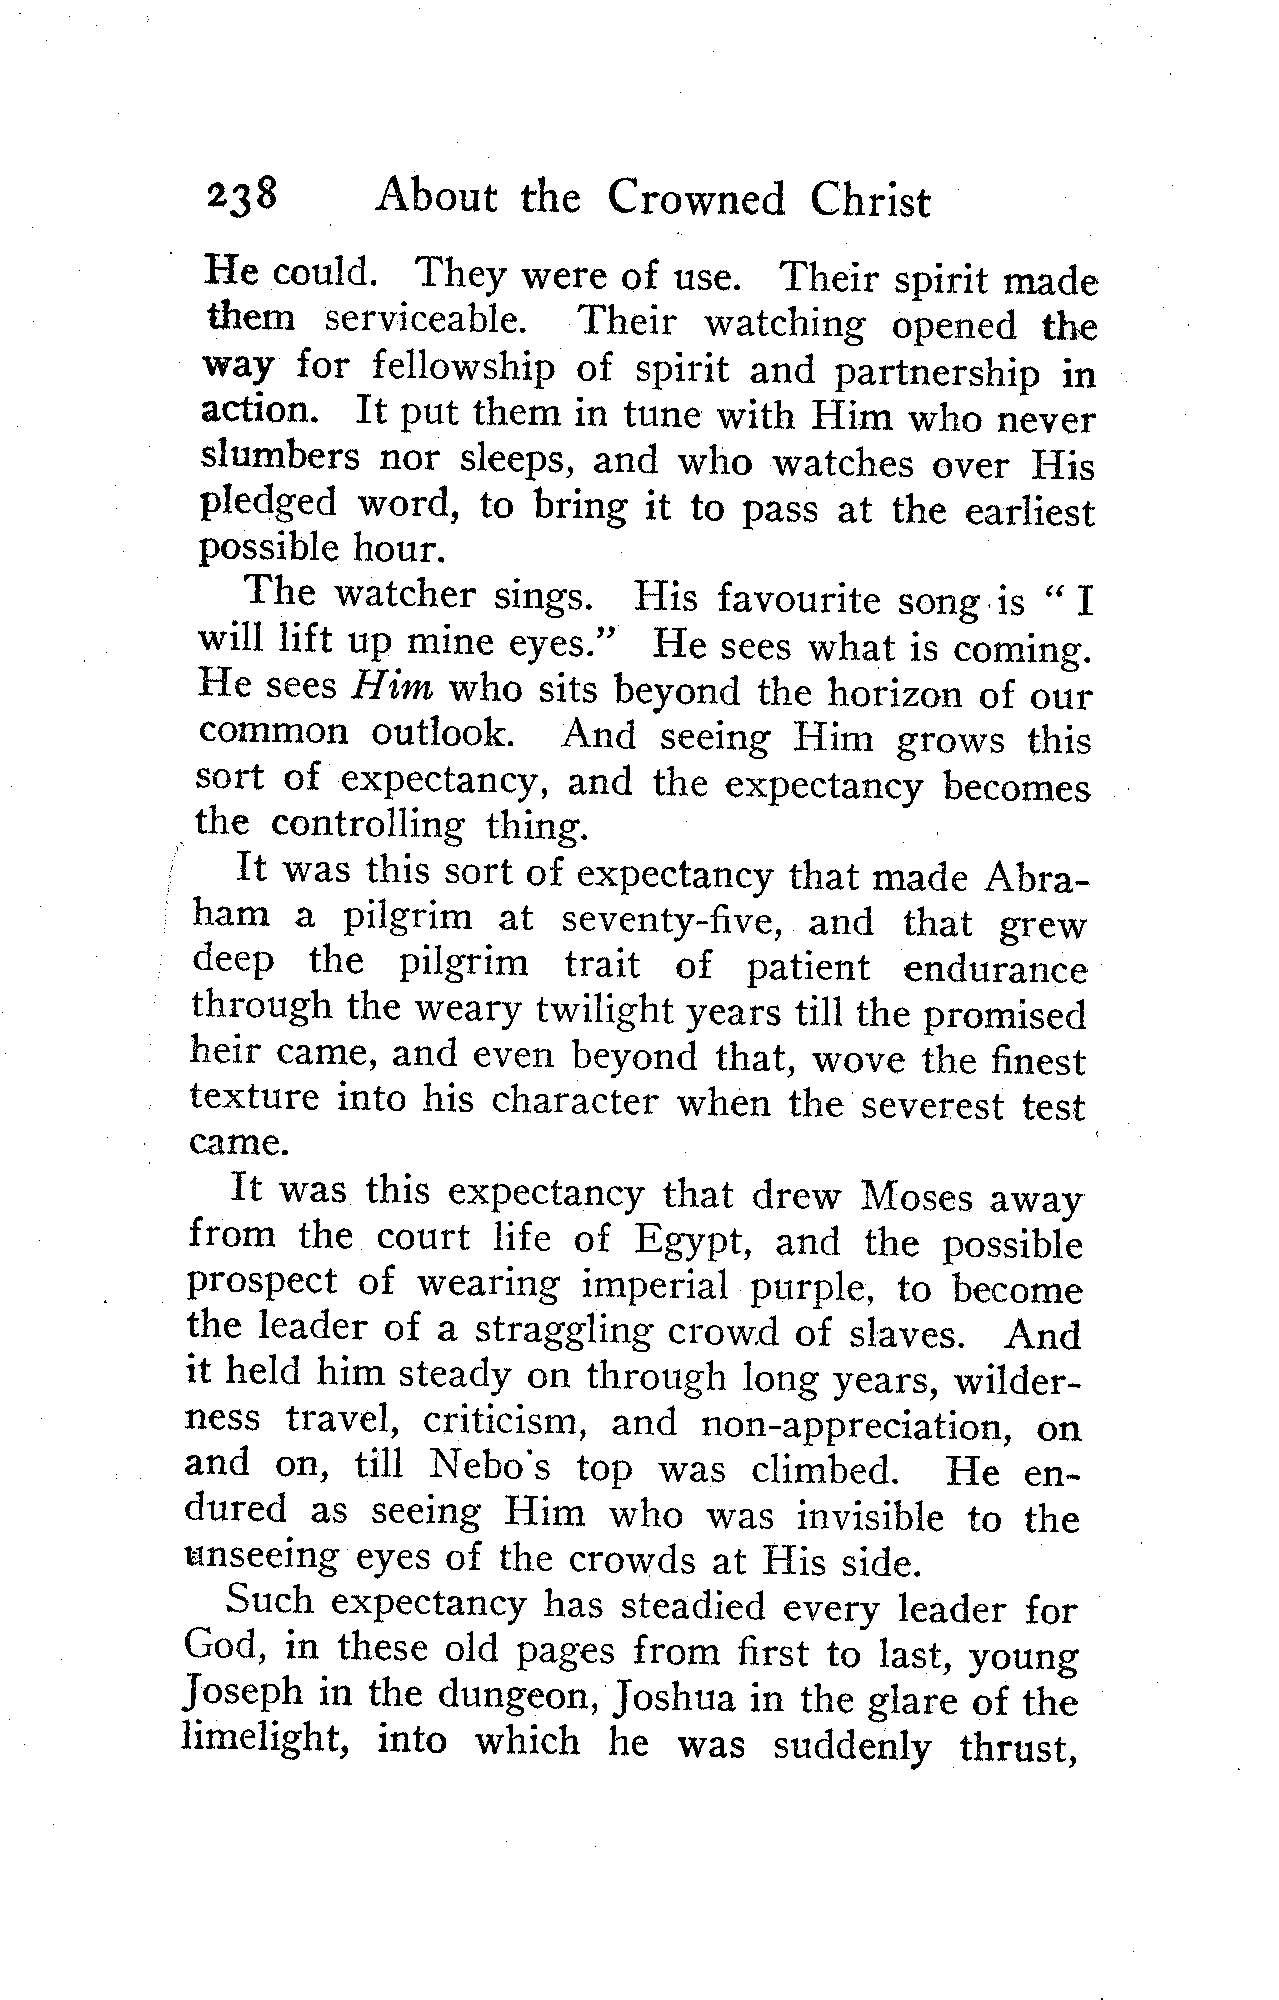 238 About the Crowned Christ
He could. They were of use. Their spirit made
them serviceable. Their watching opened the
way for fellowship of spirit and partnership in
action. It put them in tune with Him who never
slumbers nor sleeps, and who watches over His
pledged word, to bring it to pass at the earliest
possible hour.
The watcher sings. His favourite song is “ I
will lift up mine eyes.” He sees what is coming.
He sees Him who sits beyond the horizon of our
common outlook. And seeing Him grows this
sort of expectancy, and the expectancy becomes
the controlling thing.
It was this sort of expectancy that made Abra-
ham a pilgrim at seventy-five, and that grew
deep the pilgrim trait of patient endurance
through the weary twilight years till the promised
heir came, and even beyond that, wove the finest
texture into his character when the severest test
came.
It was this expectancy that drew Moses away
from the court life of Egypt, and the possible
prospect of wearing imperial purple, to become
the leader of a straggling crowd of slaves. And
it held him steady on through long years, wilder-
ness travel, criticism, and non-appreciation, on
and on, till Nebo's top was climbed. He en-
dured as seeing Him who was invisible to the
unseeing eyes of the crowds at His side.
Such expectancy has steadied every leader for
God, in these old pages from first to last, young
Joseph in the dungeon, Joshua in the glare of the
limelight, into which he was suddenly thrust,